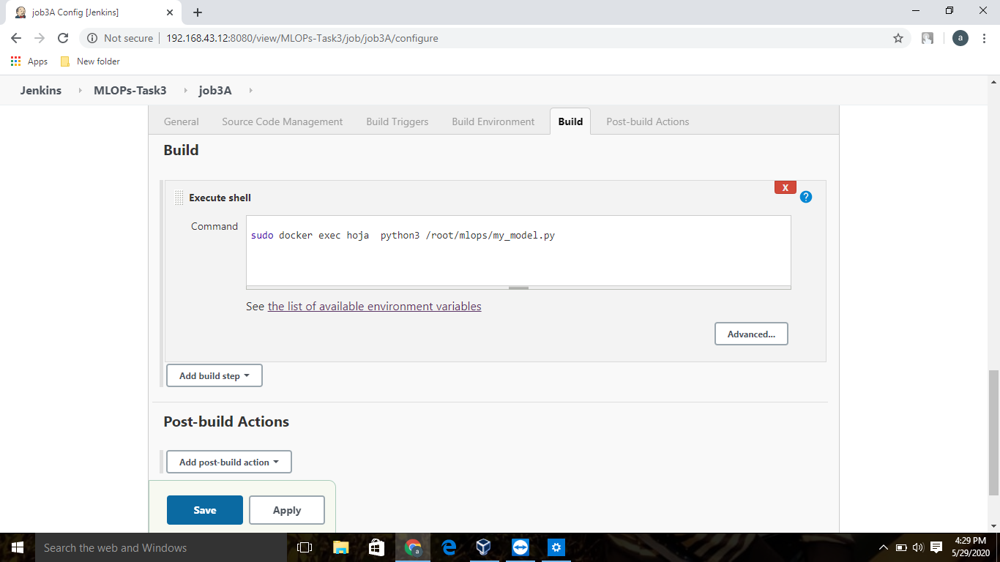 job3A Config [Jenkins]
Not secure
192.168.43.12:8080/view/MLOPs-Task3/job/job3A/configure
a
Apps
New folder
Jenkins
MLOPs-Task3
job3A
General
Source Code Management
Build Triggers
Build Environment
Build
Post-build Actions
Build
X
Execute shell
?
Command
sudo docker exec hoja  python3 /root/mlops/my_model.py
See the list of available environment variables
Advanced...
Add build step
Post-build Actions
Add post-build action
Save
Apply
Search the web and Windows
a
4:29 PM
5/29/2020